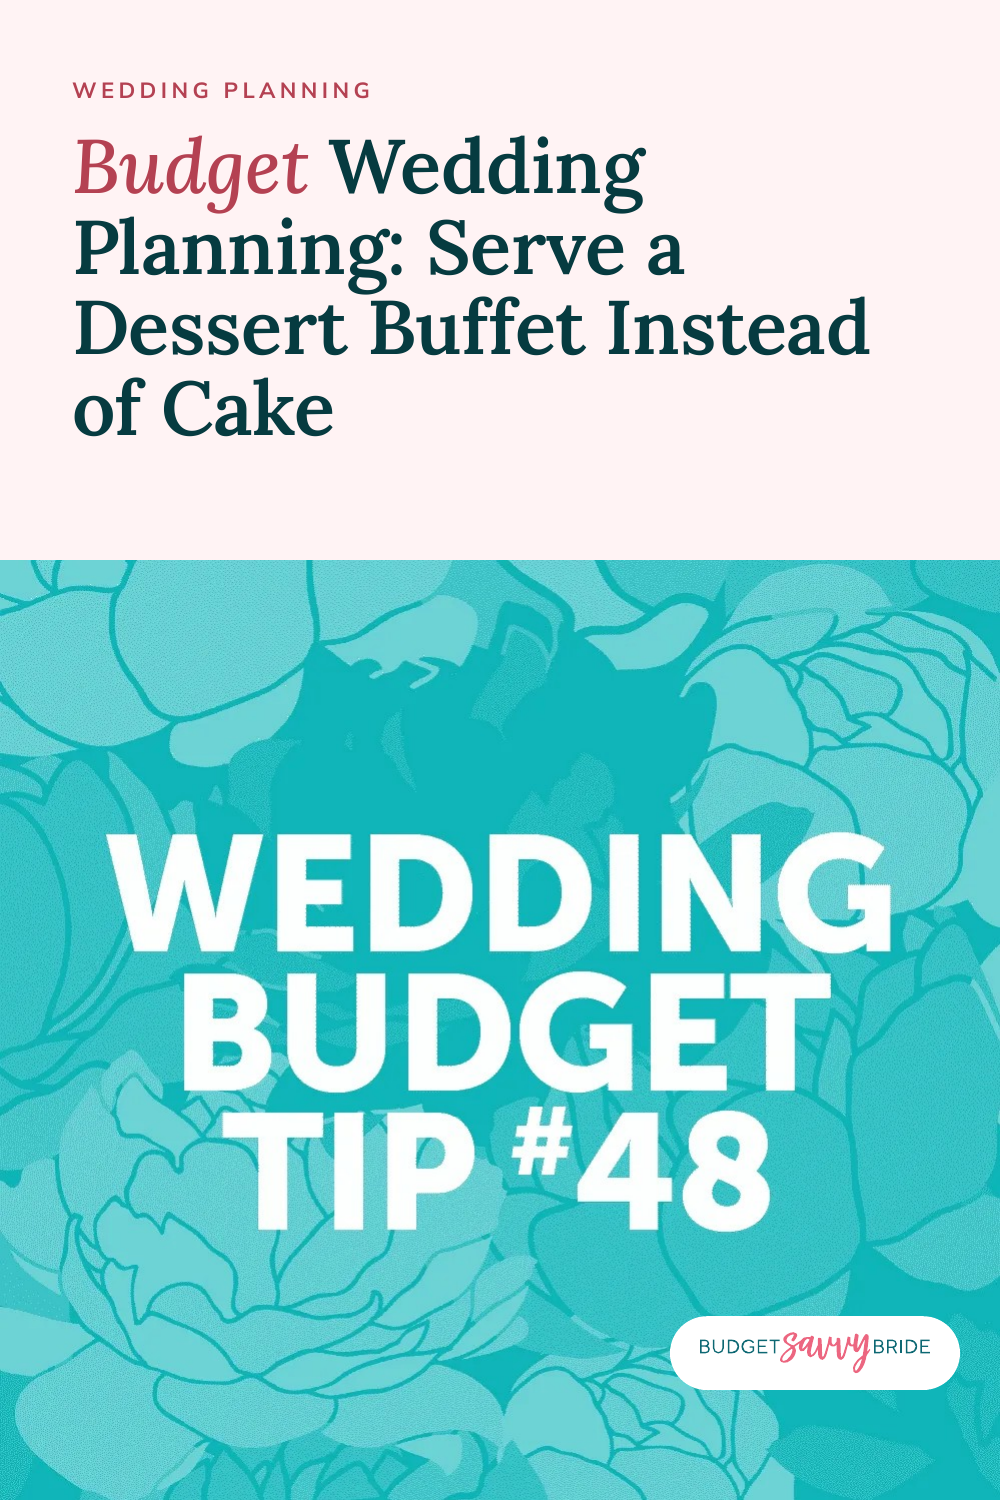 WEDDING PLANNING
Budget Wedding
Planning: Serve a
Dessert Buffet Instead
of Cake
WEDDING
BUDGET
TIP #48
BUDGET savvy BRIDE